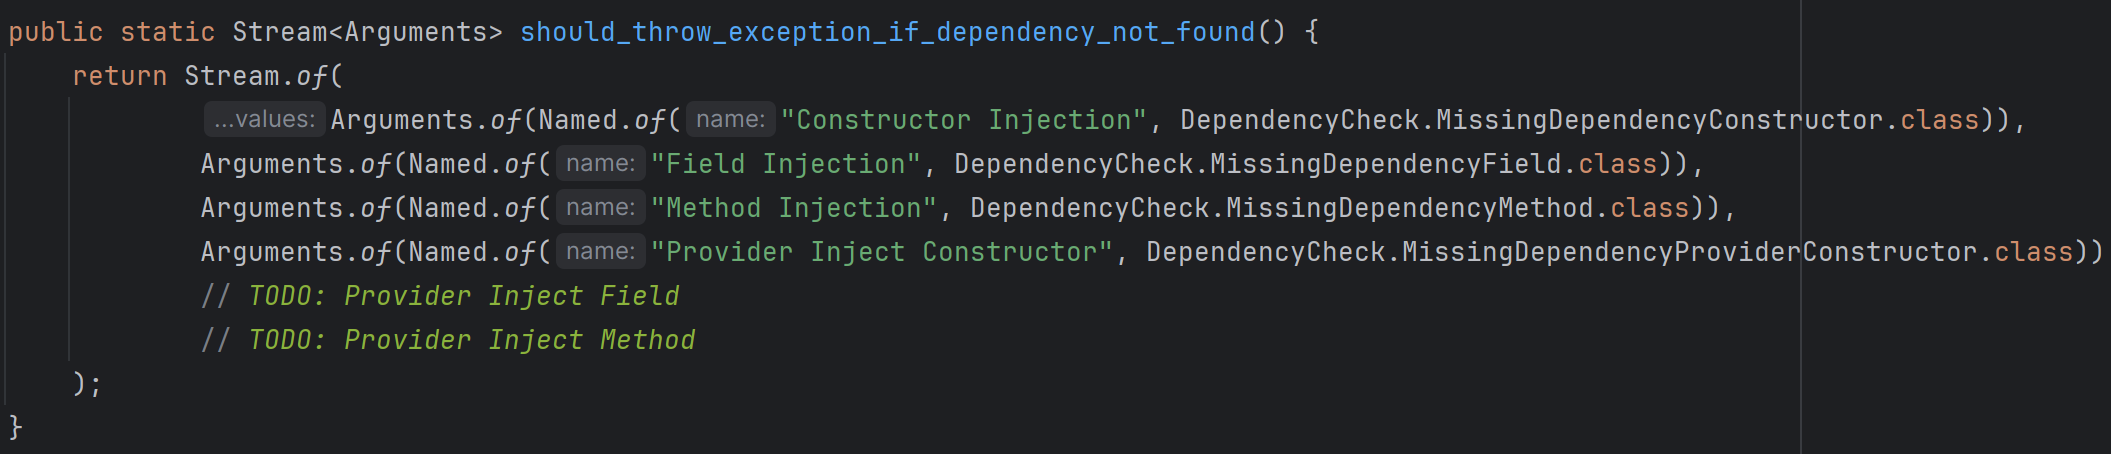 public static Stream<Arguments> should_throw_exception_if_dependency_not_found() {
return Stream.of(
...values: Arguments.of(Named.of( name: "Constructor Injection", DependencyCheck.MissingDependencyConstructor.class)),
Arguments.of(Named.of( name: "Field Injection", DependencyCheck.MissingDependencyField.class)),
Arguments.of(Named.of( name: "Method Injection", DependencyCheck.MissingDependencyMethod.class)),
Arguments.of(Named.of( name: "Provider Inject Constructor", DependencyCheck.MissingDependencyProviderConstructor.class))
// TODO: Provider Inject Field
// TODO: Provider Inject Method
);
}